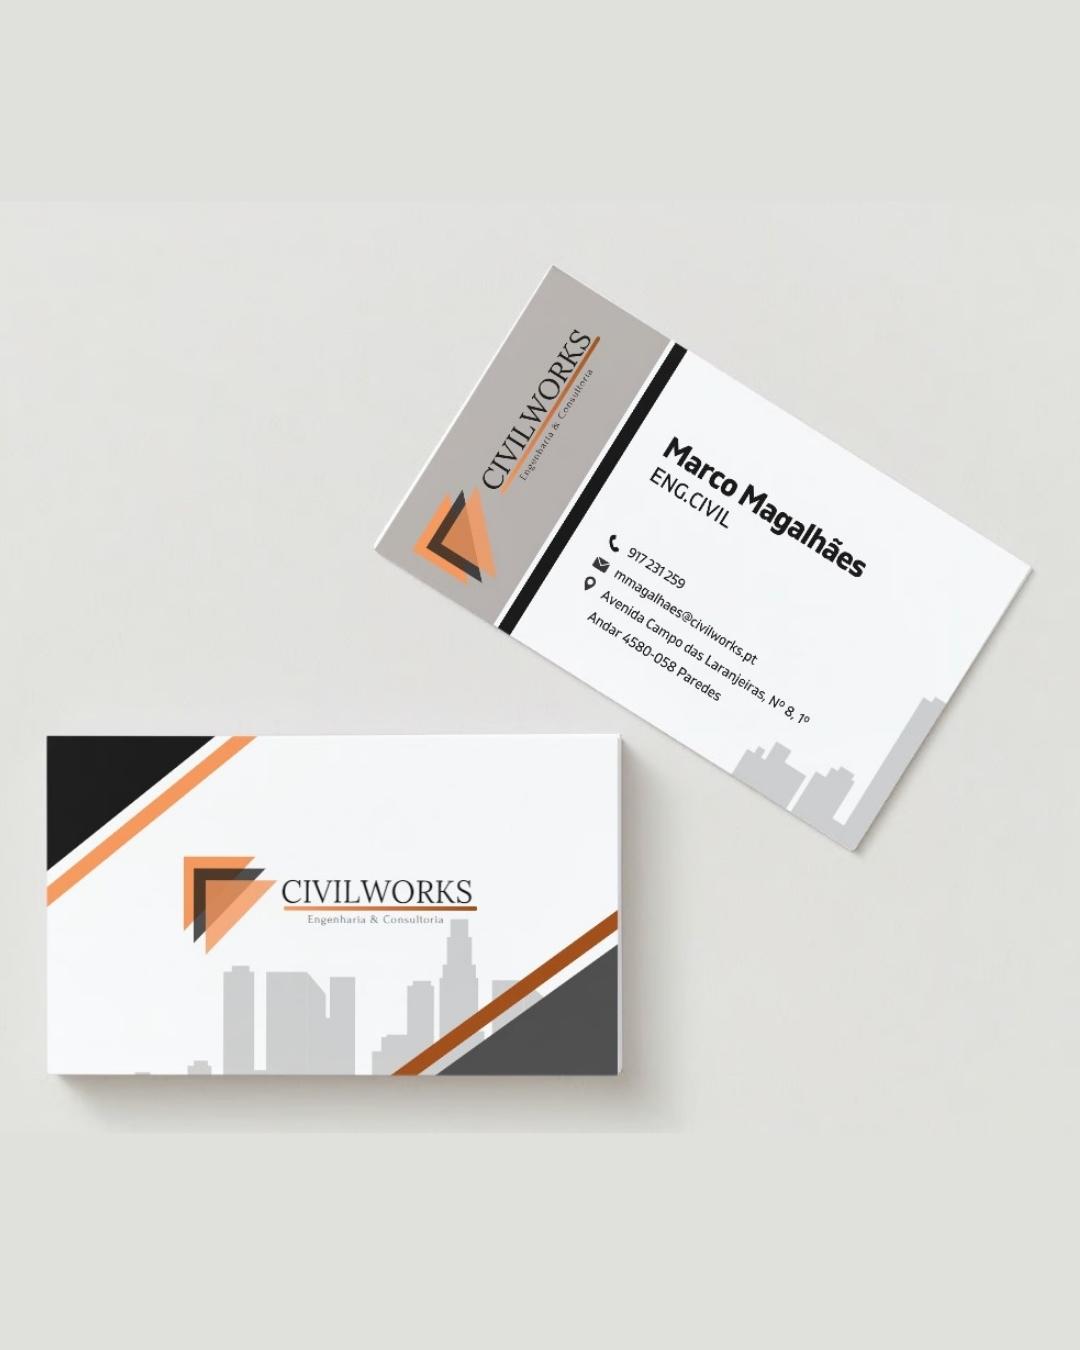 CIVILWORKS
Engenharia & Consultoria
Marco Magalhães
ENG.CIVIL
917 231 259
mmagalhaes@civilworks.pt
Avenida Campo das Laranjeiras, Nº 8, 1º
Andar 4580-058 Paredes
CIVILWORKS
Engenharia & Consultoria